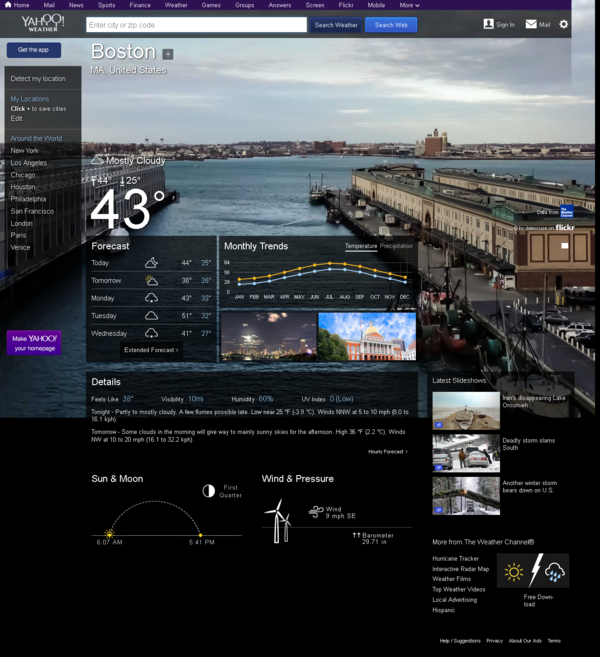 Home Mail News Sports Finance Weather Games Groups Answers Screen Flickr Mobile More
YAHOO!
WEATHER
Enter city or zip code
Search Weather
Search Web
Sign In
Mail
Get the app
Boston +
MA, United States
Detect my location
My Locations
Click + to save cities
Edit
Around the World
New York
Los Angeles
Chicago
Houston
Philadelphia
San Francisco
London
Paris
Venice
Make YAHOO!
your homepage
Mostly Cloudy
44° 25°
43°
Data from
The Weather Channel
© by datecruse on flickr
Forecast
Today 44° 25°
Tomorrow 36° 26°
Monday 43° 33°
Tuesday 51° 32°
Wednesday 41° 27°
Extended Forecast >
Monthly Trends
Temperature Precipitation
84
56
28
0
JAN FEB MAR APR MAY JUN JUL AUG SEP OCT NOV DEC
Details
Feels Like 38° Visibility 10mi Humidity 60% UV Index 0 (Low)
Tonight - Partly to mostly cloudy. A few flurries possible late. Low near 25 °F (-3.9 °C). Winds NNW at 5 to 10 mph (8.0 to
16.1 kph).
Tomorrow - Some clouds in the morning will give way to mainly sunny skies for the afternoon. High 36 °F (2.2 °C). Winds
NW at 10 to 20 mph (16.1 to 32.2 kph).
Hourly Forecast >
Latest Slideshows
Iran's disappearing Lake
Oroumieh
Deadly storm slams
South
Another winter storm
bears down on U.S.
Sun & Moon
First
Quarter
6:07 AM
5:41 PM
Wind & Pressure
Wind
9 mph SE
Barometer
29.71 in
More from The Weather Channel®
Hurricane Tracker
Interactive Radar Map
Weather Films
Top Weather Videos
Local Advertising
Hispanic
Free Down-
load
Help / Suggestions Privacy About Our Ads Terms